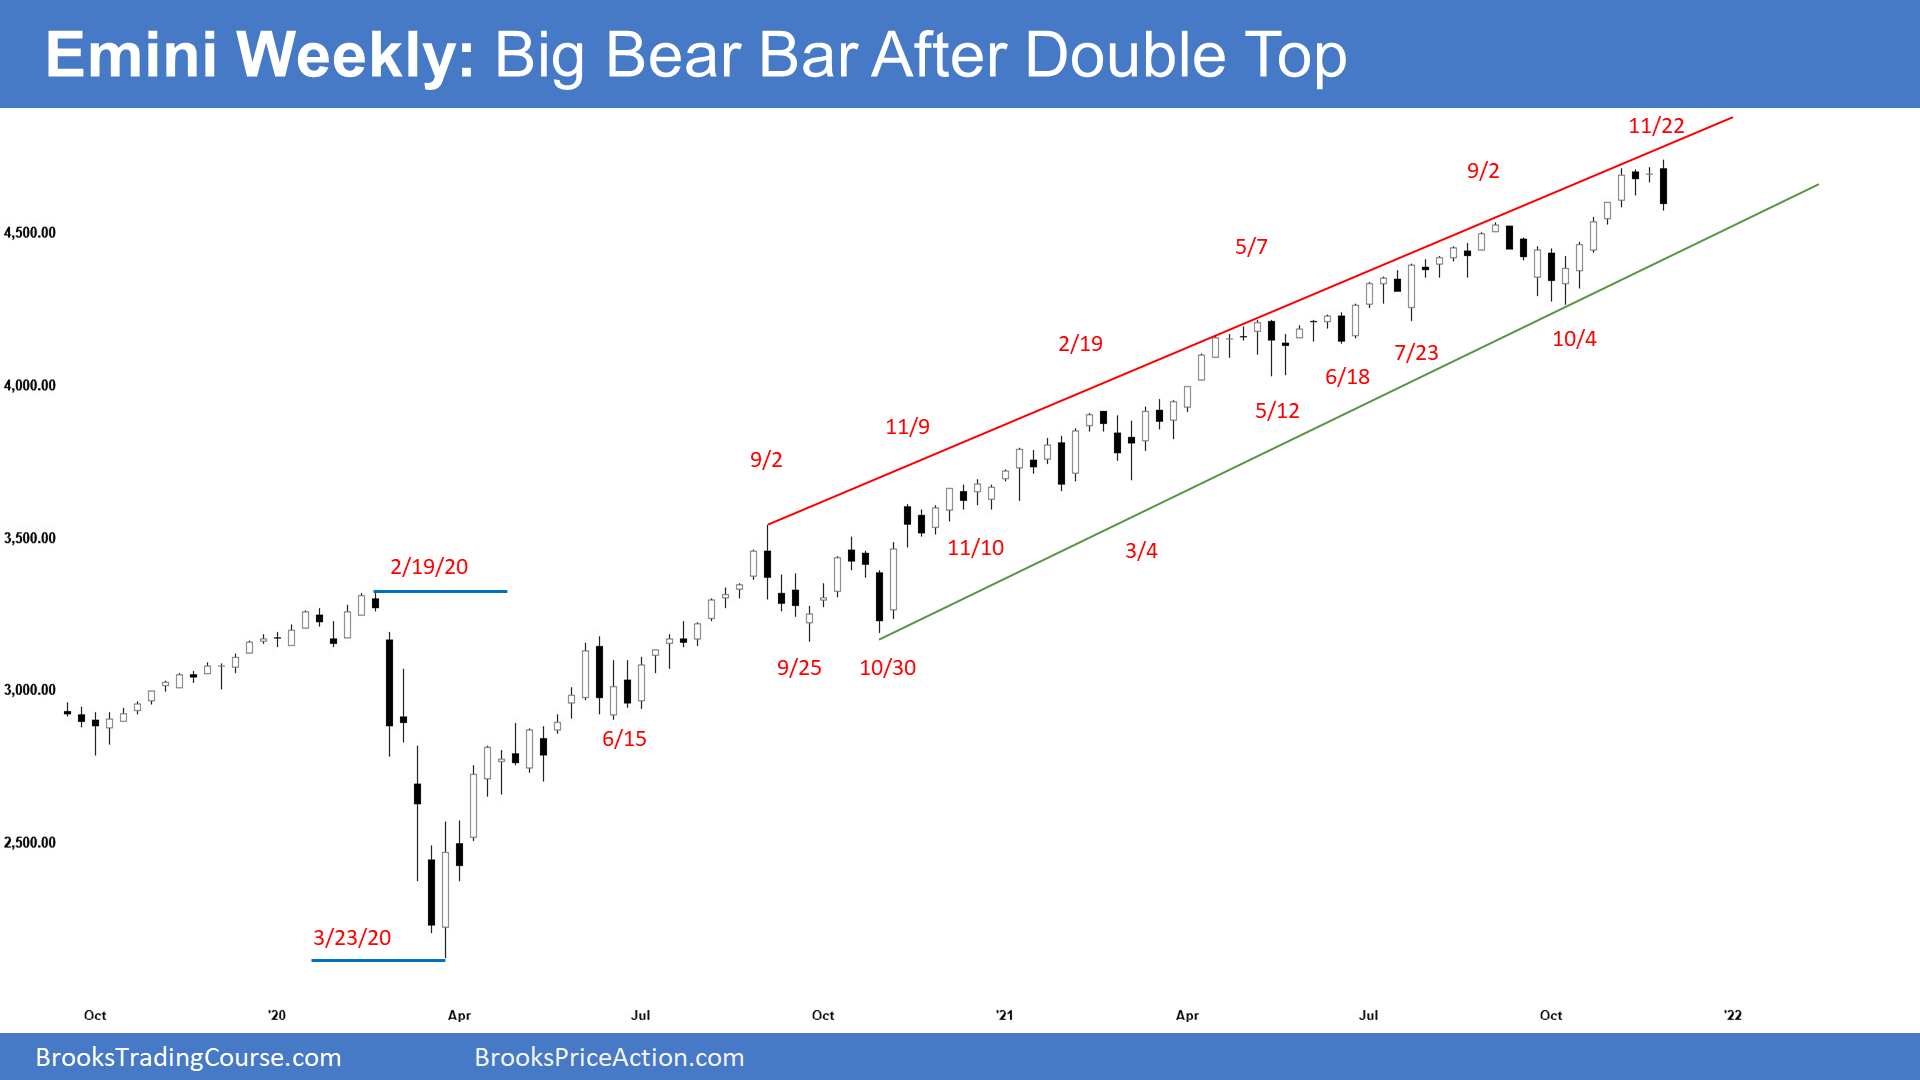 Emini Weekly: Big Bear Bar After Double Top
11/22
9/2
4,500.00
5/7
10/4
2/19
7/23
6/18
4,000.00
5/12
11/9
9/2
3,500.00
11/10
3/4
2/19/20
9/25
10/30
3,000.00
6/15
2,500.00
3/23/20
Oct
'20
Apr
Jul
Oct
'21
Apr
Jul
Oct
'22
BrooksTradingCourse.com
BrooksPriceAction.com